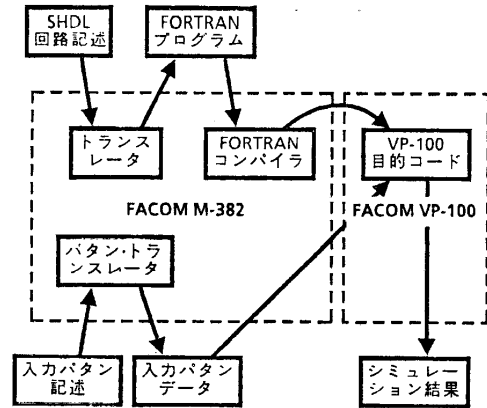 SHDL
回路記述
FORTRAN
プログラム
トランス
レータ
FORTRAN
コンパイラ
VP-100
目的コード
FACOM M-382
FACOM VP-100
パタン・トラ
ンスレータ
入力パタン
記述
入力パタン
データ
シミュレー
ション結果